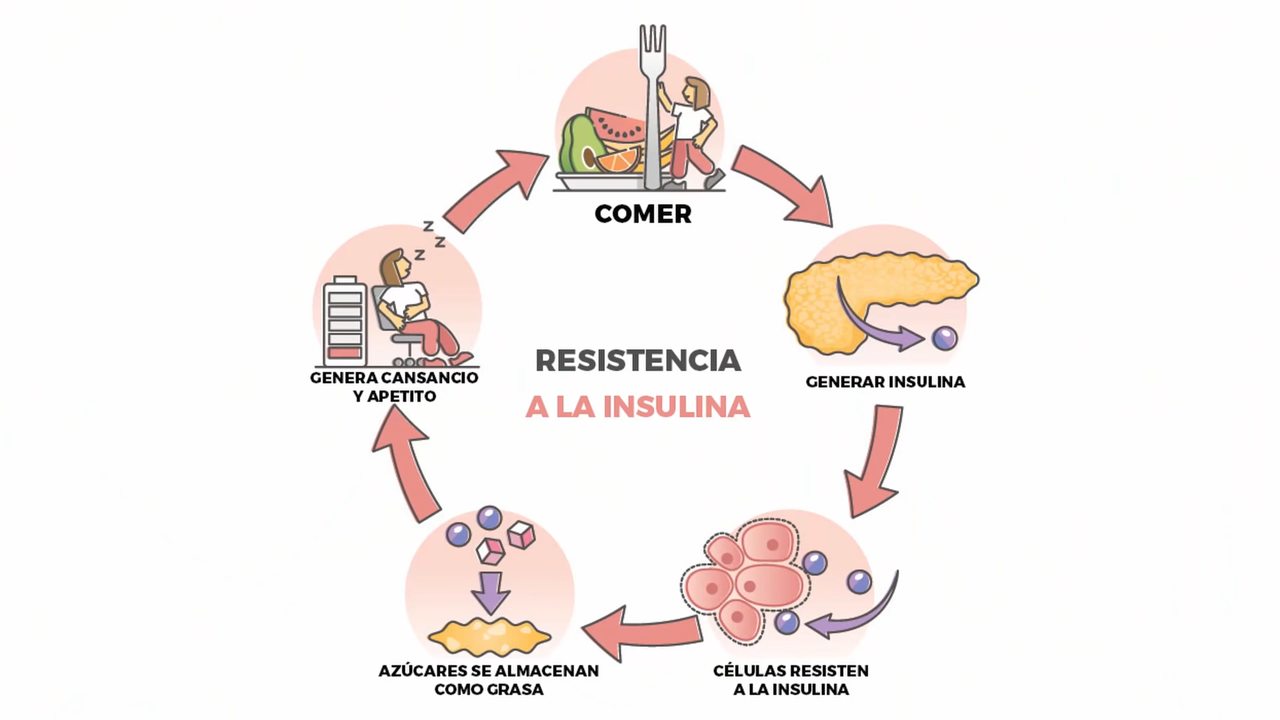 COMER
Z
Z
Z
GENERA CANSANCIO
Y APETITO
GENERAR INSULINA
RESISTENCIA
A LA INSULINA
AZÚCARES SE ALMACENAN
COMO GRASA
CÉLULAS RESISTEN
A LA INSULINA